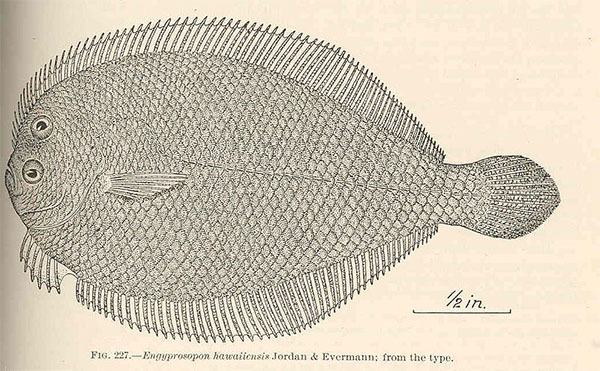 1/2 in.
FIG. 227.—Engyprosopon hawaiiensis Jordan & Evermann; from the type.